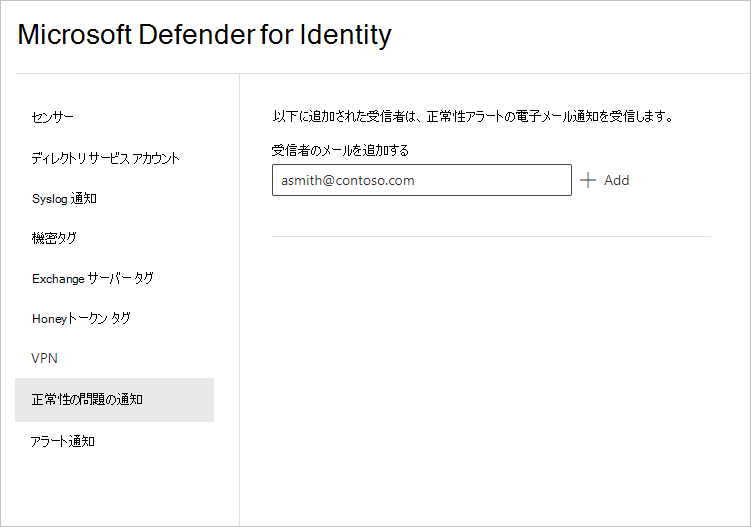 Microsoft Defender for Identity
センサー
ディレクトリ サービス アカウント
Syslog 通知
機密タグ
Exchange サーバー タグ
Honeyトークン タグ
VPN
正常性の問題の通知
アラート通知
以下に追加された受信者は、正常性アラートの電子メール通知を受信します。
受信者のメールを追加する
asmith@contoso.com
Add